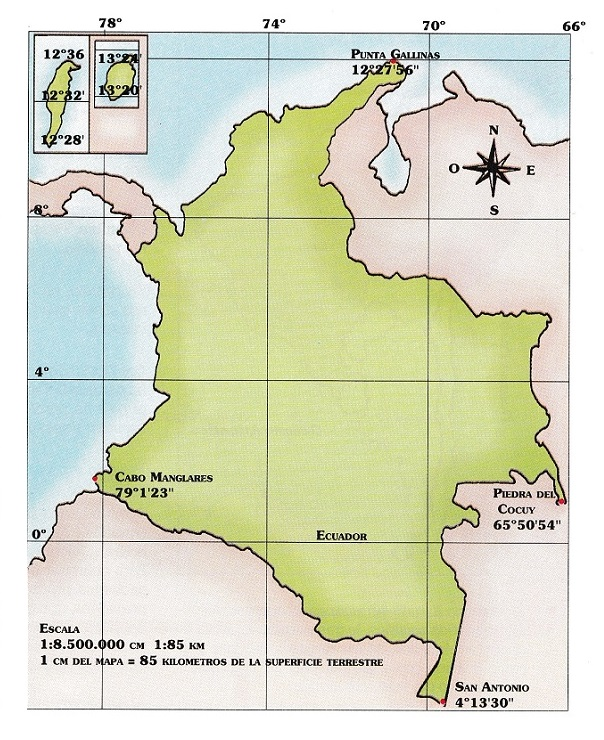 78° 74° 70° 66°
12°36
12°32'
12°28'
13°24'
13°20'
PUNTA GALLINAS
12°27'56"
N
O E
S
8°
4°
CABO MANGLARES
79°1'23"
PIEDRA DEL
COCUY
65°50'54"
0°
ECUADOR
ESCALA
1:8.500.000 CM 1:85 KM
1 CM DEL MAPA = 85 KILOMETROS DE LA SUPERFICIE TERRESTRE
SAN ANTONIO
4°13'30"